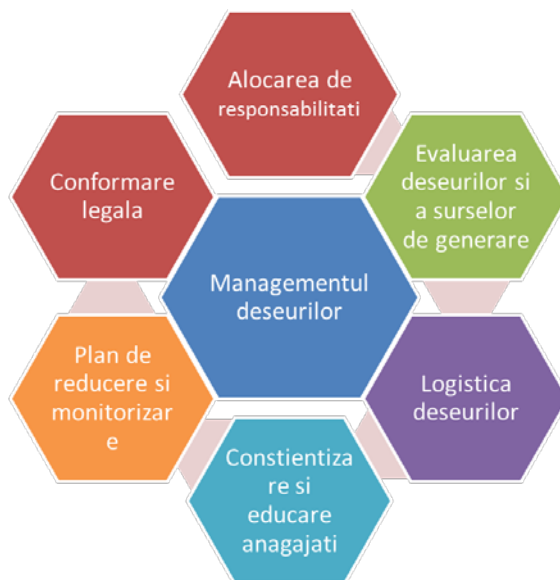 Alocarea de
responsabilitati
Evaluarea
deseurilor si
a surselor
de generare
Conformare
legala
Managementul
deseurilor
Plan de
reducere si
monitorizar
e
Logistica
deseurilor
Constientiza
re si
educare
anagajati